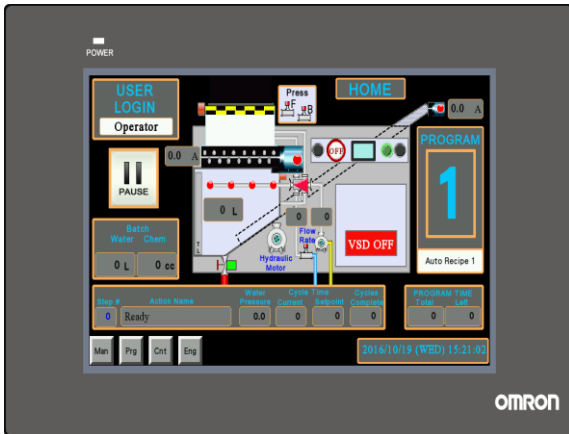 POWER
USER
LOGIN
Operator
Press
F
B
HOME
0.0 A
0.0 A
OFF
PROGRAM
1
PAUSE
0 L
0
0
Flow
Rate
Hydraulic
Motor
VSD OFF
Auto Recipe 1
Batch
Water Chem
0 L
0 cc
T
L
Step # Action Name Water Pressure Cycle Time Current Setpoint Cycles Complete
0 Ready 0.0 0 0 0
PROGRAM TIME
Total Left
0 0
Man Prg Cnt Eng
2016/10/19 (WED) 15:21:02
OMRON